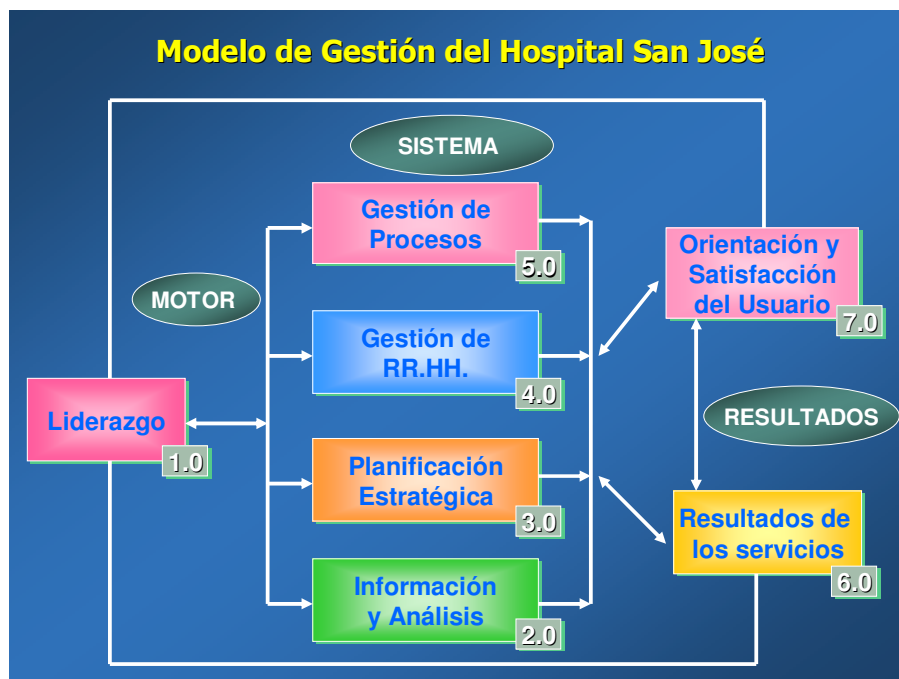 Modelo de Gestión del Hospital San José
SISTEMA
Gestión de
Procesos
5.0
MOTOR
Gestión de
RR.HH.
4.0
Liderazgo
1.0
Planificación
Estratégica
3.0
Información
y Análisis
2.0
Orientación y
Satisfacción
del Usuario
7.0
RESULTADOS
Resultados de
los servicios
6.0